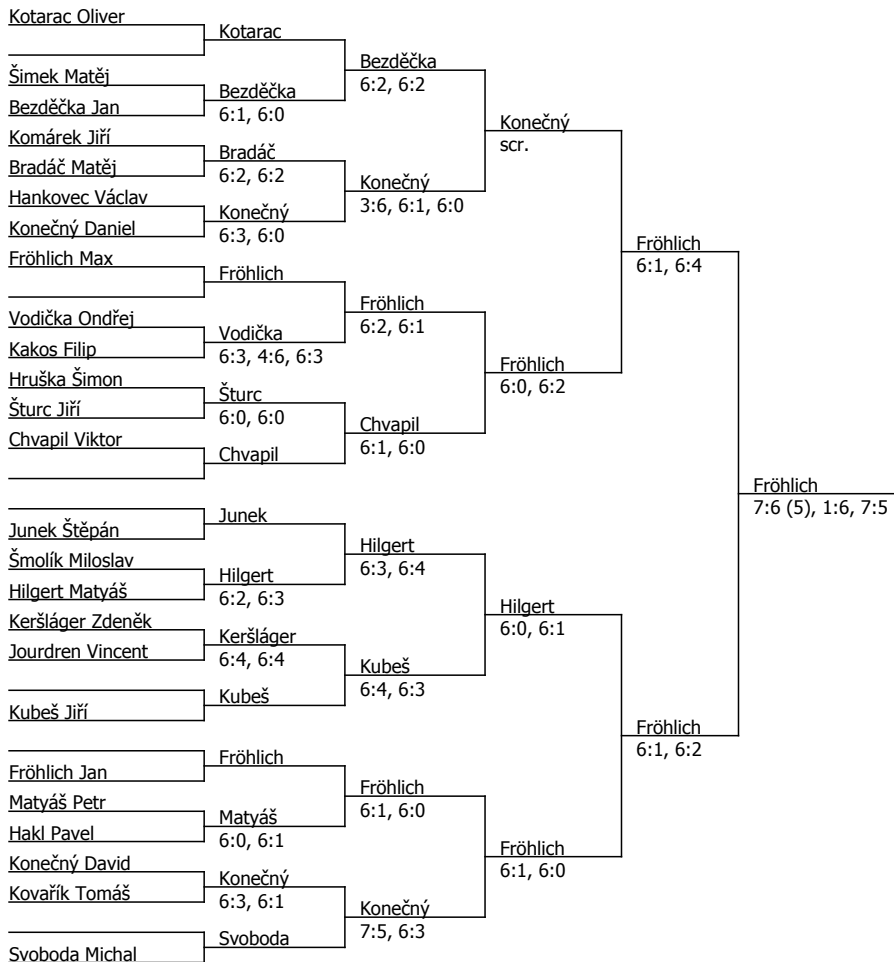 Kotarac Oliver
Kotarac
Bezděčka
6:2, 6:2
Šimek Matěj
Bezděčka
6:1, 6:0
Bezděčka Jan
Konečný
scr.
Komárek Jiří
Bradáč
6:2, 6:2
Bradáč Matěj
Konečný
3:6, 6:1, 6:0
Hankovec Václav
Konečný
6:3, 6:0
Konečný Daniel
Fröhlich
6:1, 6:4
Fröhlich Max
Fröhlich
Fröhlich
6:2, 6:1
Vodička Ondřej
Vodička
6:3, 4:6, 6:3
Kakos Filip
Fröhlich
6:0, 6:2
Hruška Šimon
Šturc
6:0, 6:0
Šturc Jiří
Chvapil
6:1, 6:0
Chvapil Viktor
Chvapil
Fröhlich
7:6 (5), 1:6, 7:5
Junek
Junek Štěpán
Hilgert
6:3, 6:4
Šmolík Miloslav
Hilgert
6:2, 6:3
Hilgert Matyáš
Hilgert
6:0, 6:1
Keršláger Zdeněk
Keršláger
6:4, 6:4
Jourdren Vincent
Kubeš
6:4, 6:3
Kubeš
Kubeš Jiří
Fröhlich
6:1, 6:2
Fröhlich
Fröhlich Jan
Fröhlich
6:1, 6:0
Matyáš Petr
Matyáš
6:0, 6:1
Hakl Pavel
Fröhlich
6:1, 6:0
Konečný David
Konečný
6:3, 6:1
Kovařík Tomáš
Konečný
7:5, 6:3
Svoboda
Svoboda Michal